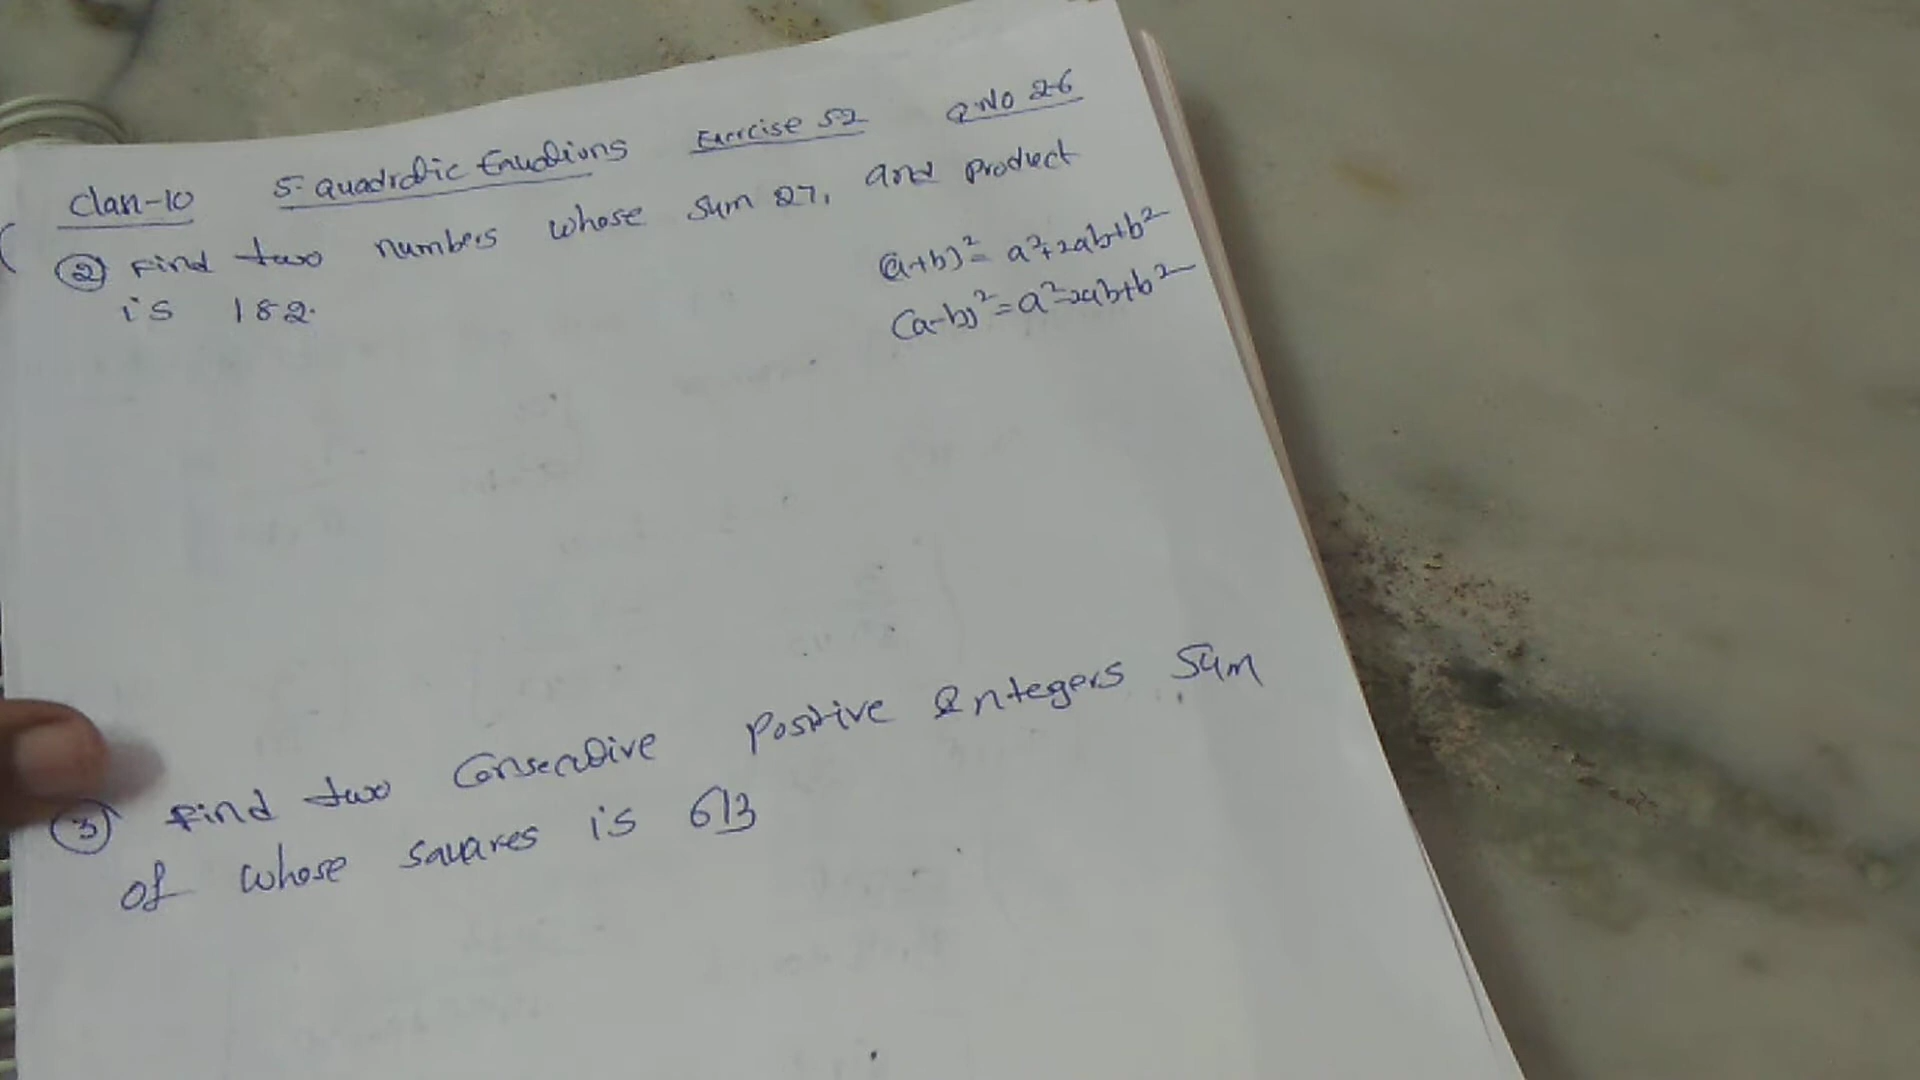 Class-10 5. Quadratic Equations Exercise 5.2 Q.No 2-6
② Find two numbers whose sum 27, and product
is 182.
(a+b)² = a²+2ab+b²
(a-b)² = a²-2ab+b²
③ Find two Consecutive Positive Integers Sum
of whose squares is 613